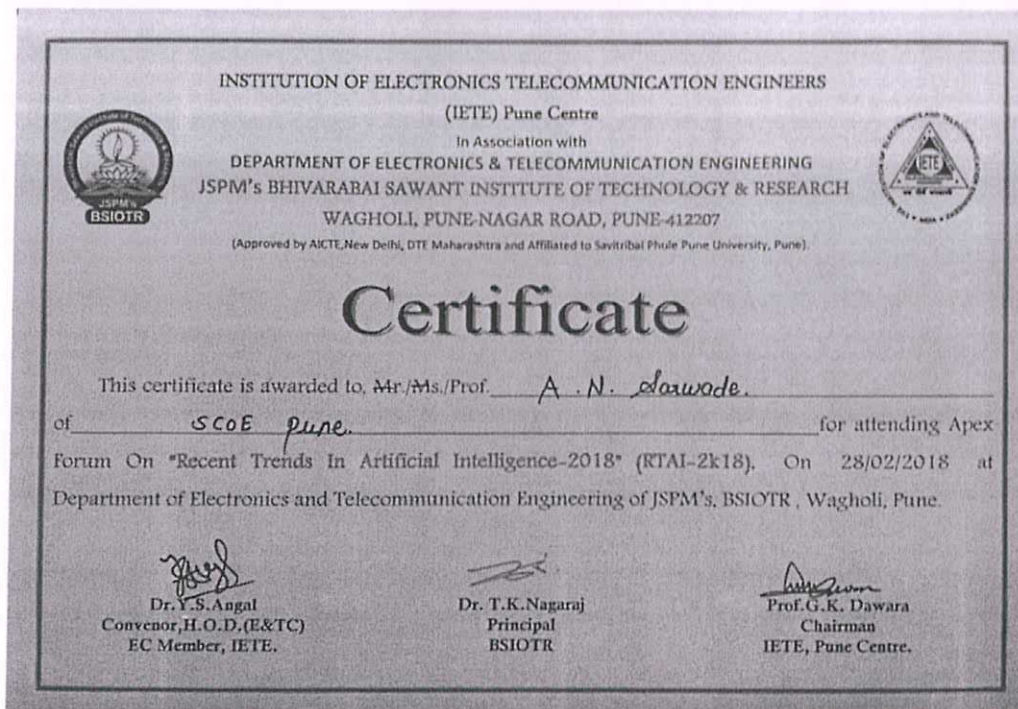 INSTITUTION OF ELECTRONICS TELECOMMUNICATION ENGINEERS
(IETE) Pune Centre
In Association with
DEPARTMENT OF ELECTRONICS & TELECOMMUNICATION ENGINEERING
JSPM's BHIVARABAI SAWANT INSTITUTE OF TECHNOLOGY & RESEARCH
WAGHOLI, PUNE-NAGAR ROAD, PUNE-412207
(Approved by AICTE,New Delhi, DTE Maharashtra and Affiliated to Savitribai Phule Pune University, Pune).
JSPM's
BSIOTR
IETE
Certificate
This certificate is awarded to, Mr./Ms./Prof. A. N. Sarwade.
of SCOE Pune. for attending Apex
Forum On "Recent Trends In Artificial Intelligence-2018" (RTAI-2k18), On 28/02/2018 at
Department of Electronics and Telecommunication Engineering of JSPM's, BSIOTR , Wagholi, Pune.
Dr.Y.S.Angal
Convenor,H.O.D.(E&TC)
EC Member, IETE.
Dr. T.K.Nagaraj
Principal
BSIOTR
Prof.G.K. Dawara
Chairman
IETE, Pune Centre.